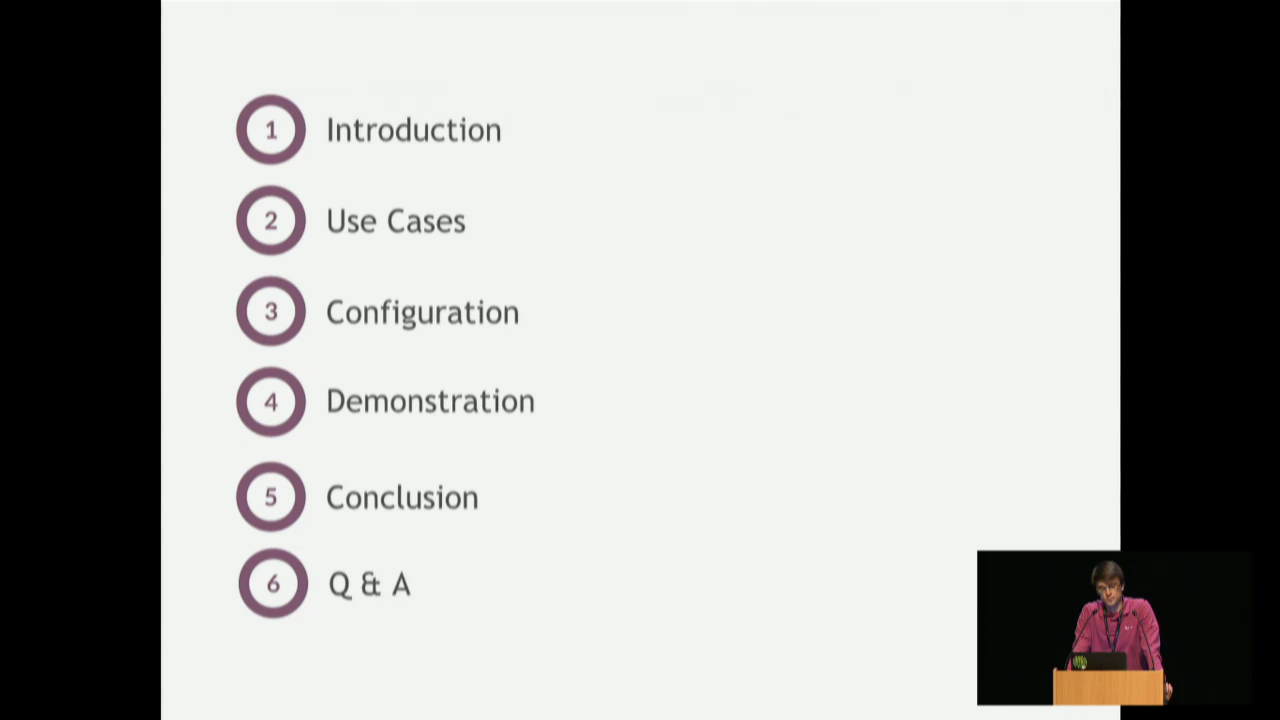 1 Introduction
2 Use Cases
3 Configuration
4 Demonstration
5 Conclusion
6 Q & A